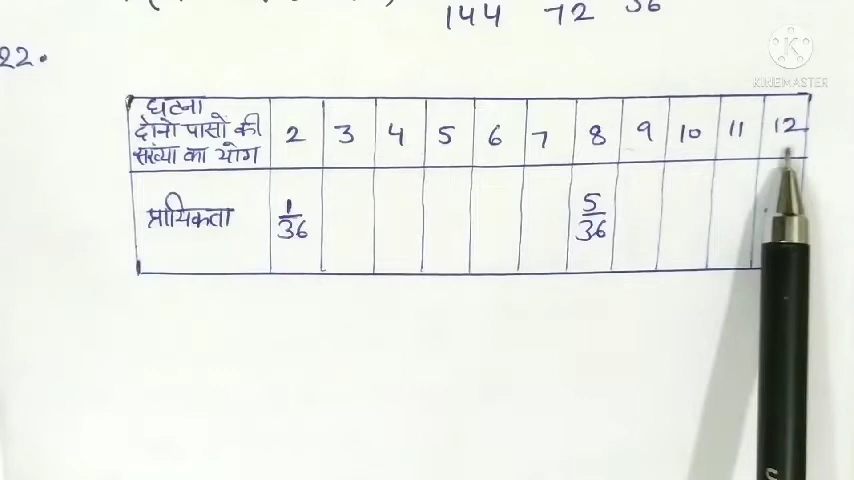 144 72 36
22.
KINEMASTER
घटना
दोनो पासों की
संख्या का योग 2 3 4 5 6 7 8 9 10 11 12
प्रायिकता 1/36 5/36